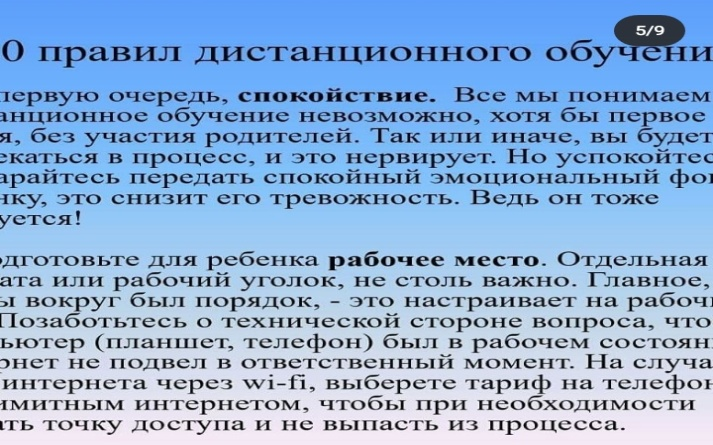 5/9
0 правил дистанционного обучени
первую очередь, спокойствие. Все мы понимаем
анционное обучение невозможно, хотя бы первое
я, без участия родителей. Так или иначе, вы будет
екаться в процесс, и это нервирует. Но успокойтес
арайтесь передать спокойный эмоциональный фо
нку, это снизит его тревожность. Ведь он тоже
уется!
одготовьте для ребенка рабочее место. Отдельная
ата или рабочий уголок, не столь важно. Главное,
ы вокруг был порядок, - это настраивает на рабоч
Позаботьтесь о технической стороне вопроса, что
ьютер (планшет, телефон) был в рабочем состоян
рнет не подвел в ответственный момент. На случа
интернета через wi-fi, выберете тариф на телефон
имитным интернетом, чтобы при необходимости
ать точку доступа и не выпасть из процесса.